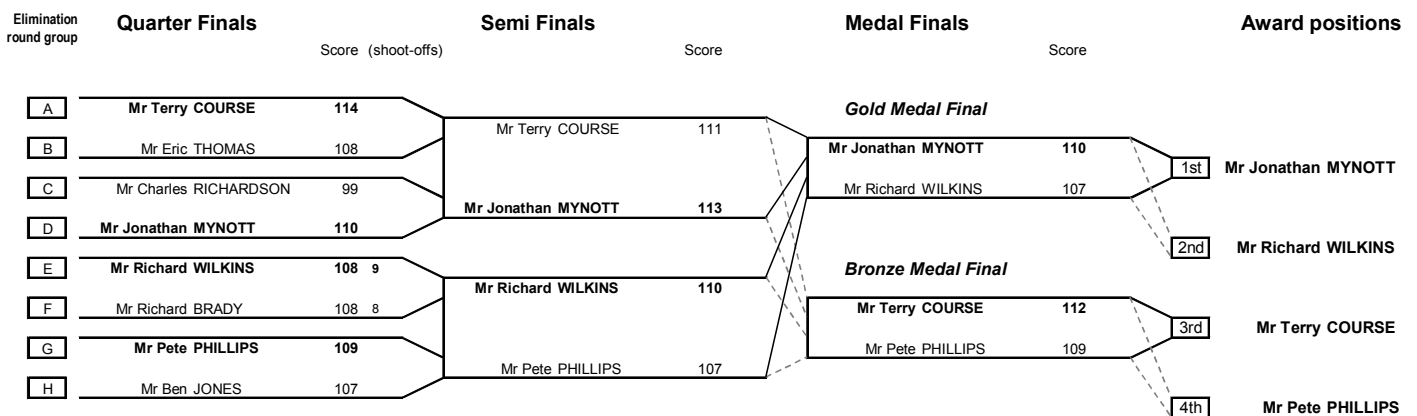 Elimination round group Quarter Finals Semi Finals Medal Finals Award positions
Score (shoot-offs) Score Score
A Mr Terry COURSE 114 Gold Medal Final
Mr Terry COURSE 111
B Mr Eric THOMAS 108 Mr Jonathan MYNOTT 110
1st Mr Jonathan MYNOTT
C Mr Charles RICHARDSON 99 Mr Richard WILKINS 107
Mr Jonathan MYNOTT 113
D Mr Jonathan MYNOTT 110
2nd Mr Richard WILKINS
E Mr Richard WILKINS 108 9 Bronze Medal Final
Mr Richard WILKINS 110
F Mr Richard BRADY 108 8 Mr Terry COURSE 112
3rd Mr Terry COURSE
G Mr Pete PHILLIPS 109 Mr Pete PHILLIPS 109
Mr Pete PHILLIPS 107
H Mr Ben JONES 107
4th Mr Pete PHILLIPS